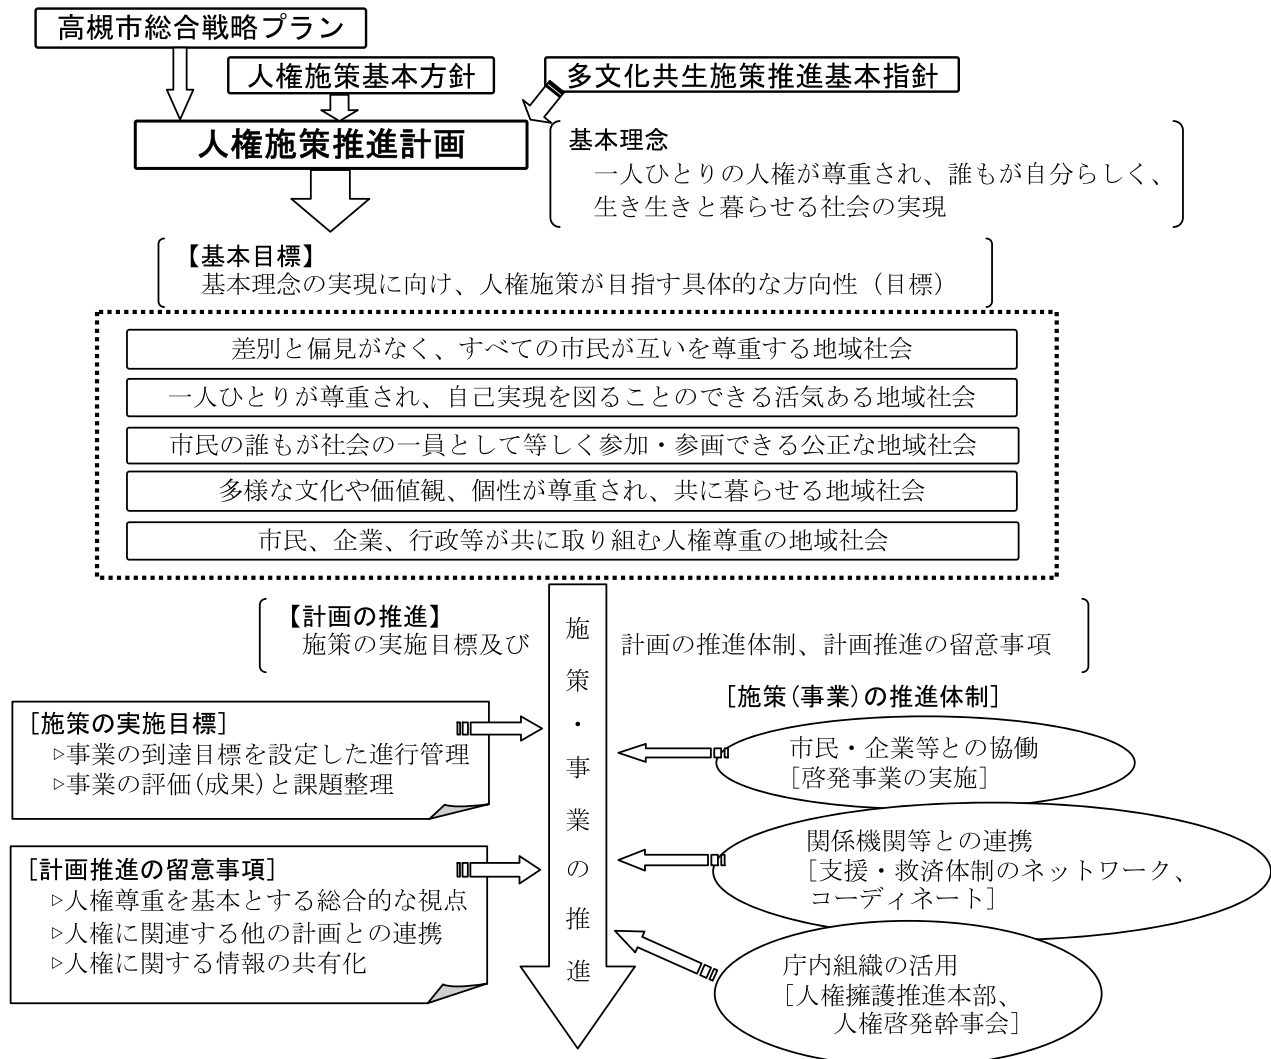 高槻市総合戦略プラン
人権施策基本方針
多文化共生施策推進基本指針
人権施策推進計画
基本理念
一人ひとりの人権が尊重され、誰もが自分らしく、
生き生きと暮らせる社会の実現
【基本目標】
基本理念の実現に向け、人権施策が目指す具体的な方向性（目標）
差別と偏見がなく、すべての市民が互いを尊重する地域社会
一人ひとりが尊重され、自己実現を図ることのできる活気ある地域社会
市民の誰もが社会の一員として等しく参加・参画できる公正な地域社会
多様な文化や価値観、個性が尊重され、共に暮らせる地域社会
市民、企業、行政等が共に取り組む人権尊重の地域社会
【計画の推進】
施策の実施目標及び　計画の推進体制、計画推進の留意事項
施策・事業の推進
[施策の実施目標]
▷事業の到達目標を設定した進行管理
▷事業の評価(成果)と課題整理
[計画推進の留意事項]
▷人権尊重を基本とする総合的な視点
▷人権に関連する他の計画との連携
▷人権に関する情報の共有化
[施策(事業)の推進体制]
市民・企業等との協働
[啓発事業の実施]
関係機関等との連携
[支援・救済体制のネットワーク、
コーディネート]
庁内組織の活用
[人権擁護推進本部、
人権啓発幹事会]